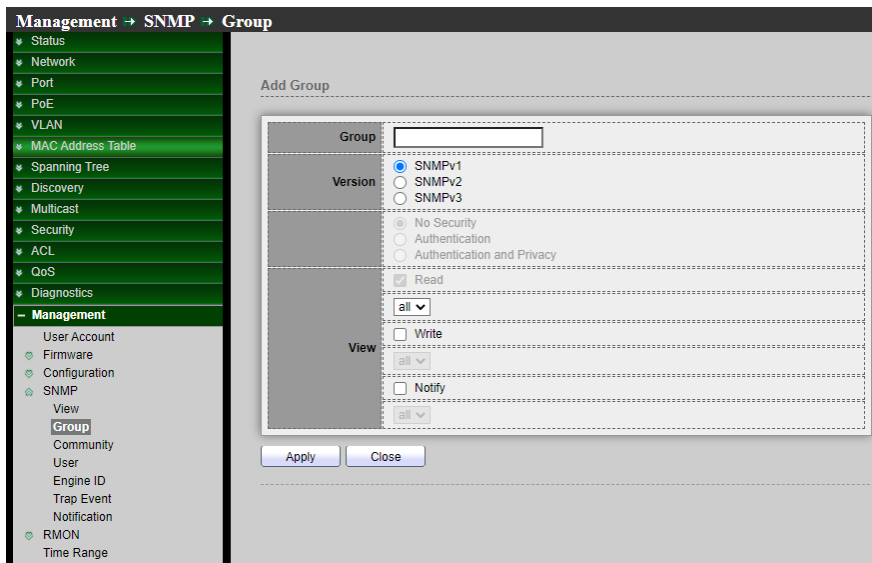 Management → SNMP → Group
Status
Network
Port
PoE
VLAN
MAC Address Table
Spanning Tree
Discovery
Multicast
Security
ACL
QoS
Diagnostics
Management
User Account
Firmware
Configuration
SNMP
View
Group
Community
User
Engine ID
Trap Event
Notification
RMON
Time Range
Add Group
Group
Version
SNMPv1
SNMPv2
SNMPv3
No Security
Authentication
Authentication and Privacy
View
Read
all
Write
all
Notify
all
Apply Close